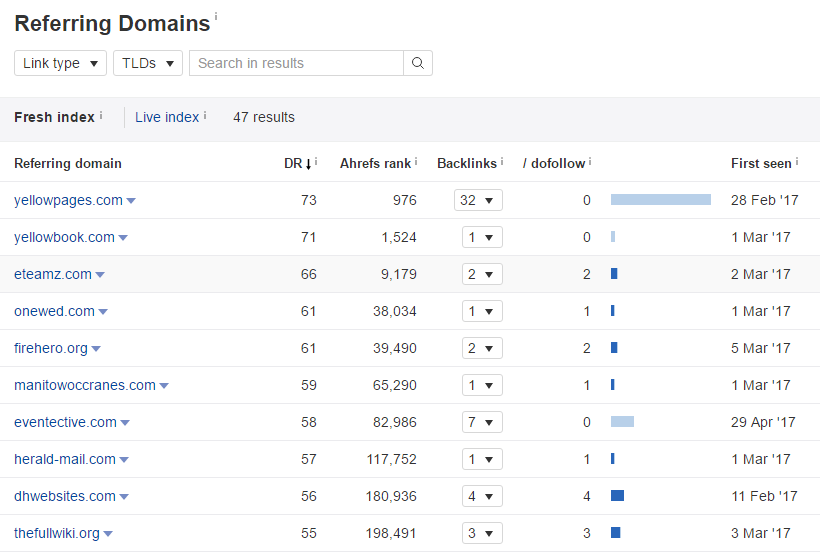 Referring Domains i
Link type TLDs Search in results
Fresh index i Live index i 47 results
Referring domain DR↓ i Ahrefs rank i Backlinks i / dofollow i First seen i
yellowpages.com 73 976 32 0 28 Feb '17
yellowbook.com 71 1,524 1 0 1 Mar '17
eteamz.com 66 9,179 2 2 2 Mar '17
onewed.com 61 38,034 1 1 1 Mar '17
firehero.org 61 39,490 2 2 5 Mar '17
manitowoccranes.com 59 65,290 1 1 1 Mar '17
eventective.com 58 82,986 7 0 29 Apr '17
herald-mail.com 57 117,752 1 1 1 Mar '17
dhwebsites.com 56 180,936 4 4 11 Feb '17
thefullwiki.org 55 198,491 3 3 3 Mar '17